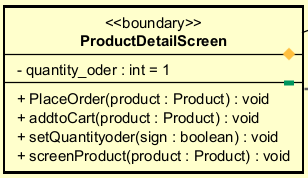 <<boundary>>
ProductDetailScreen
- quantity_oder : int = 1
+ PlaceOrder(product : Product) : void
+ addtoCart(product : Product) : void
+ setQuantityoder(sign : boolean) : void
+ screenProduct(product : Product) : void